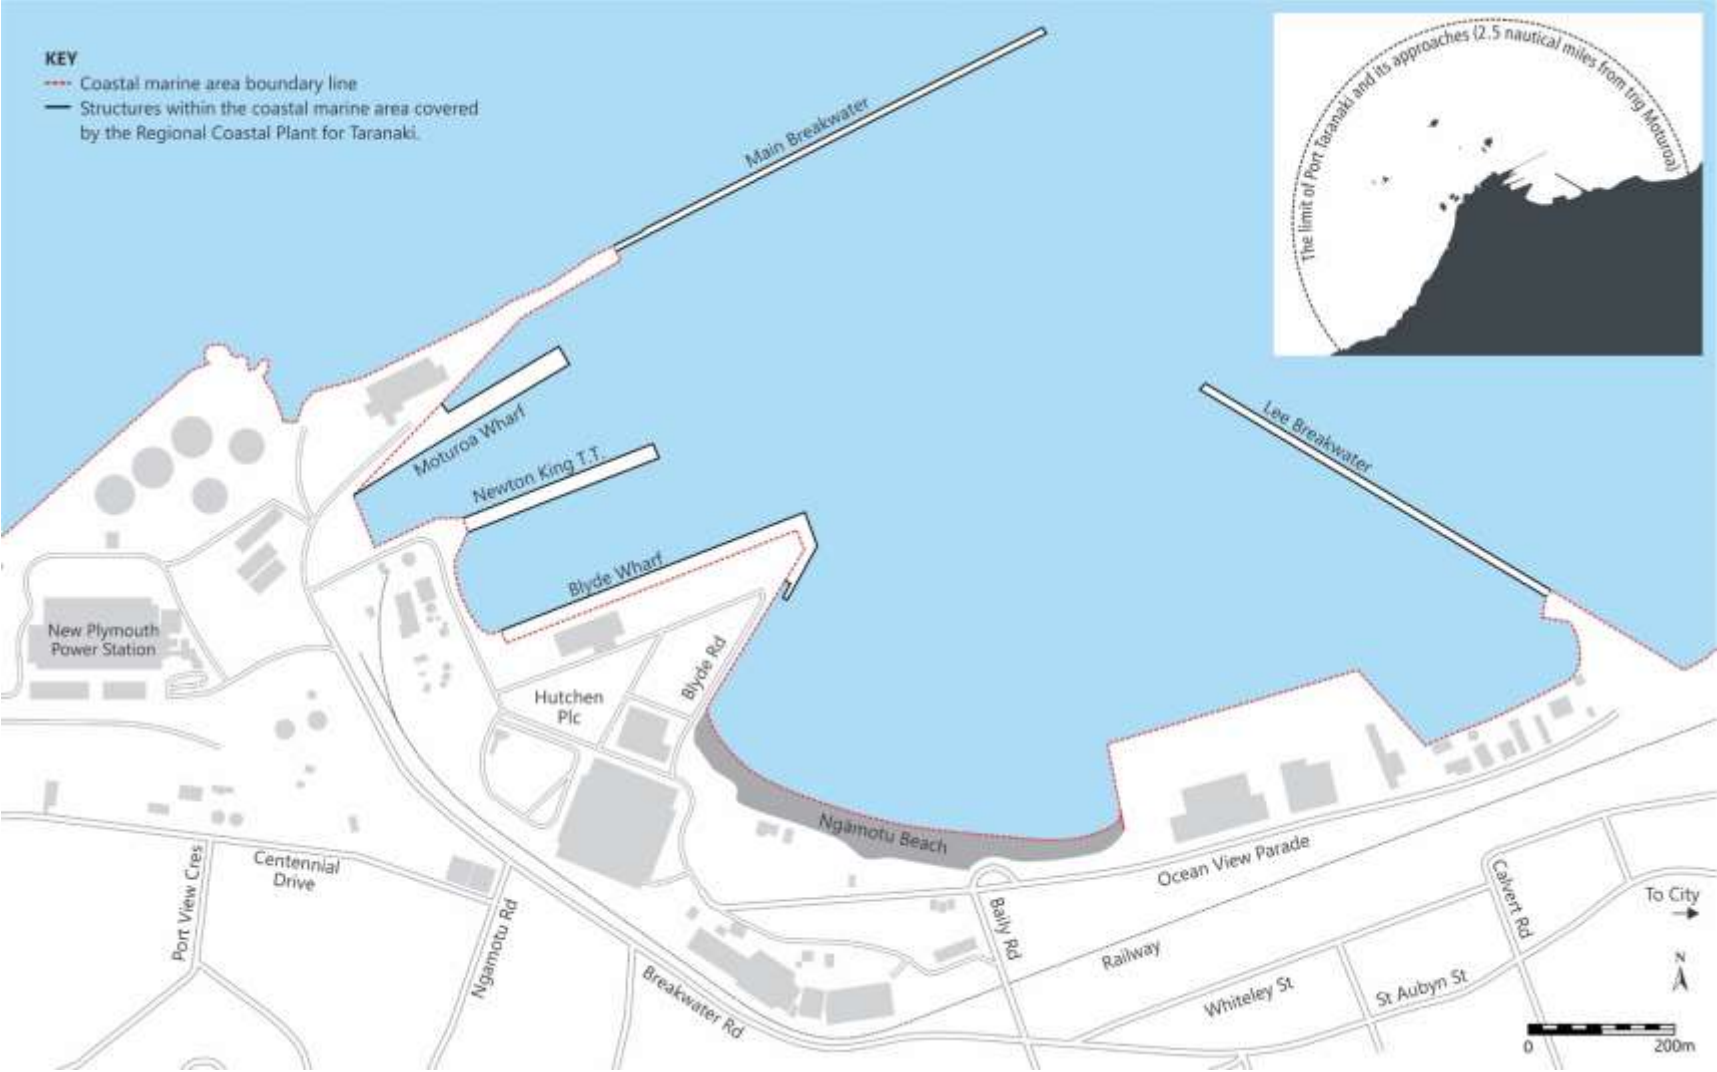 KEY
Coastal marine area boundary line
Structures within the coastal marine area covered
by the Regional Coastal Plant for Taranaki.
The limit of Port Taranaki and its approaches (2.5 nautical miles from trig Moturoa)
Main Breakwater
Lee Breakwater
Moturoa Wharf
Newton King T.T.
Blyde Wharf
New Plymouth
Power Station
Blyde Rd
Hutchen
Plc
Ngāmotu Beach
Ocean View Parade
Centennial
Drive
Port View Cres
Ngamotu Rd
Baily Rd
Calvert Rd
To City
Railway
Breakwater Rd
Whiteley St
St Aubyn St
N
0 200m